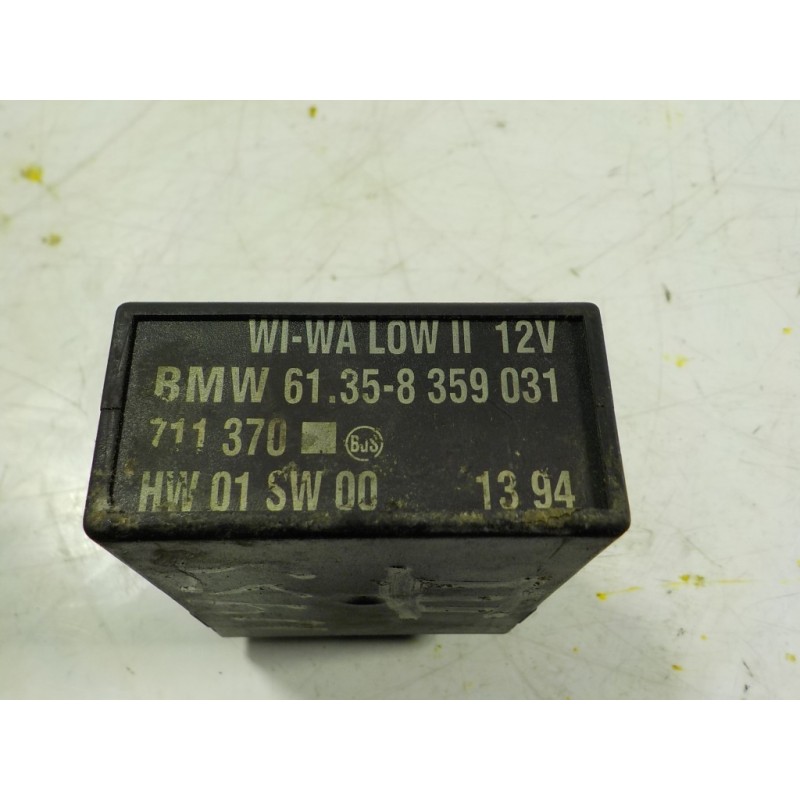 WI-WA LOW II 12V
BMW 61.35-8 359 031
711 370 BJS
HW 01 SW 00 13 94